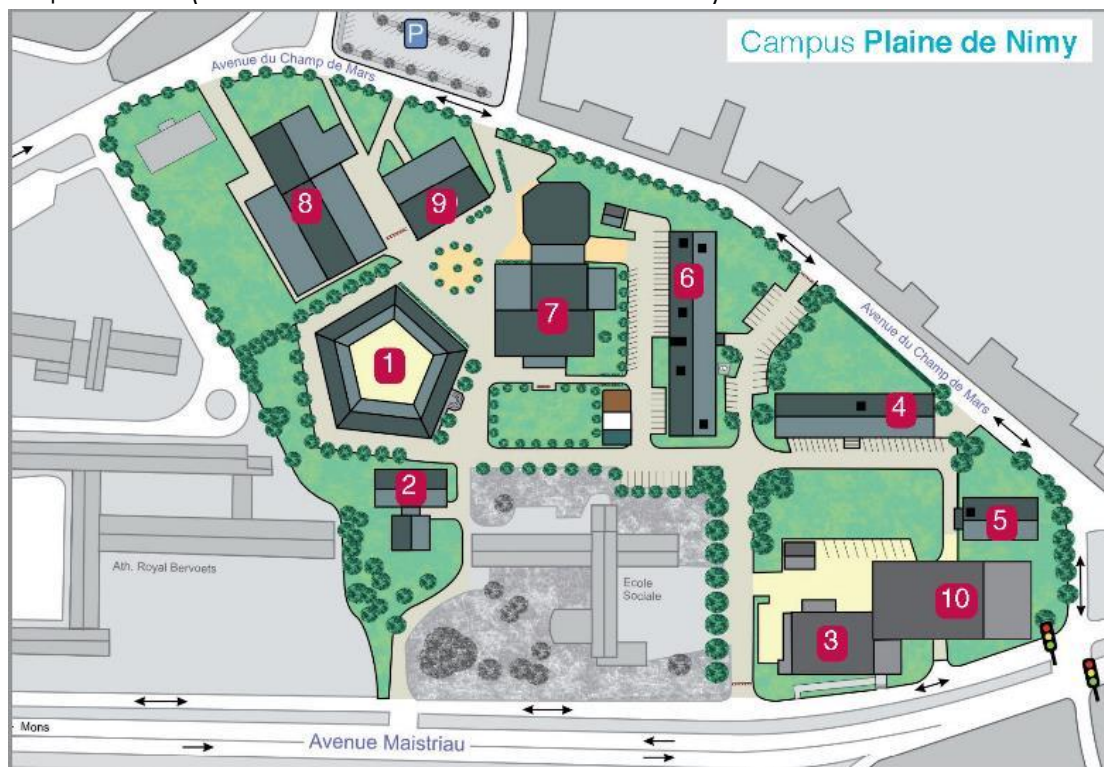 P
Campus Plaine de Nimy
Avenue du Champ de Mars
8
9
6
7
1
Avenue du Champ de Mars
4
2
5
Ath. Royal Bervoets
Ecole
Sociale
10
3
Mons
Avenue Maistriau